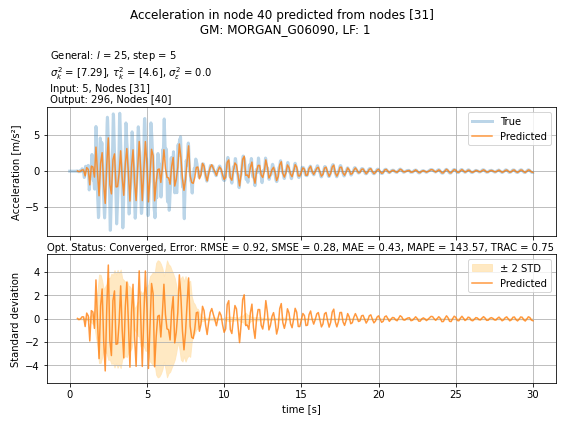 Acceleration in node 40 predicted from nodes [31]
GM: MORGAN_G06090, LF: 1
General: l = 25, step = 5
σ²ₖ = [7.29], τ²ₖ = [4.6], σ²ε = 0.0
Input: 5, Nodes [31]
Output: 296, Nodes [40]
Acceleration [m/s²]
5
0
−5
True
Predicted
Opt. Status: Converged, Error: RMSE = 0.92, SMSE = 0.28, MAE = 0.43, MAPE = 143.57, TRAC = 0.75
Standard deviation
4
2
0
−2
−4
± 2 STD
Predicted
0 5 10 15 20 25 30
time [s]